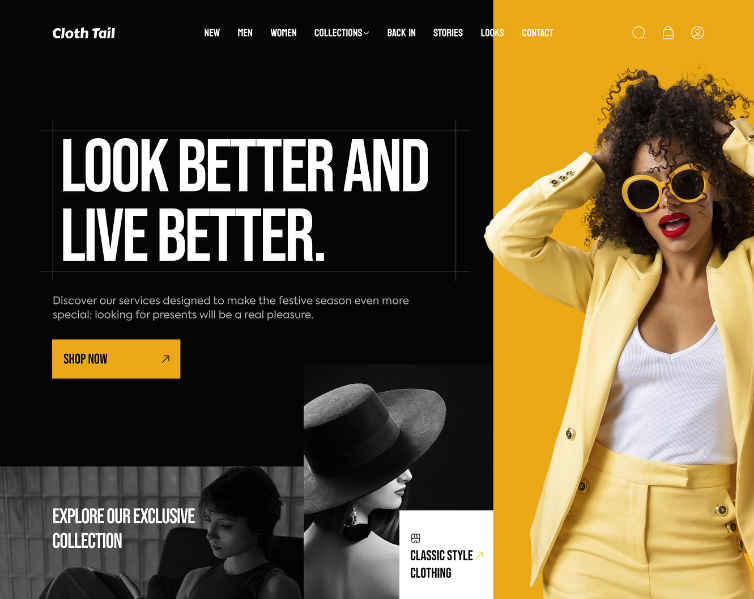 Cloth Tail
NEW MEN WOMEN COLLECTIONS BACK IN STORIES LOOKS CONTACT
LOOK BETTER AND
LIVE BETTER.
Discover our services designed to make the festive season even more
special: looking for presents will be a real pleasure.
SHOP NOW
EXPLORE OUR EXCLUSIVE
COLLECTION
CLASSIC STYLE
CLOTHING